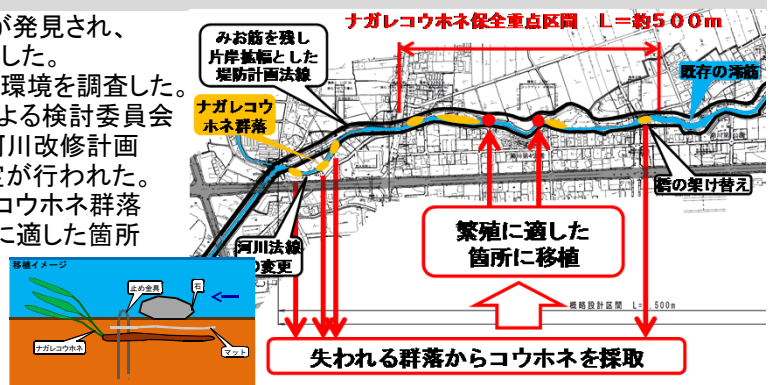 が発見され、
した。
環境を調査した。
よる検討委員会
河川改修計画
定が行われた。
コウホネ群落
に適した箇所
ナガレコウホネ保全重点区間 L=約500m
みお筋を残し
片岸拡幅とした
堤防計画法線
既存の澪筋
ナガレコウ
ホネ群落
橋の架け替え
河川法線
の変更
繁殖に適した
箇所に移植
概略設計区間 L=
,500m
失われる群落からコウホネを採取
移植イメージ
止め金具
石
ナガレコウホネ
マット